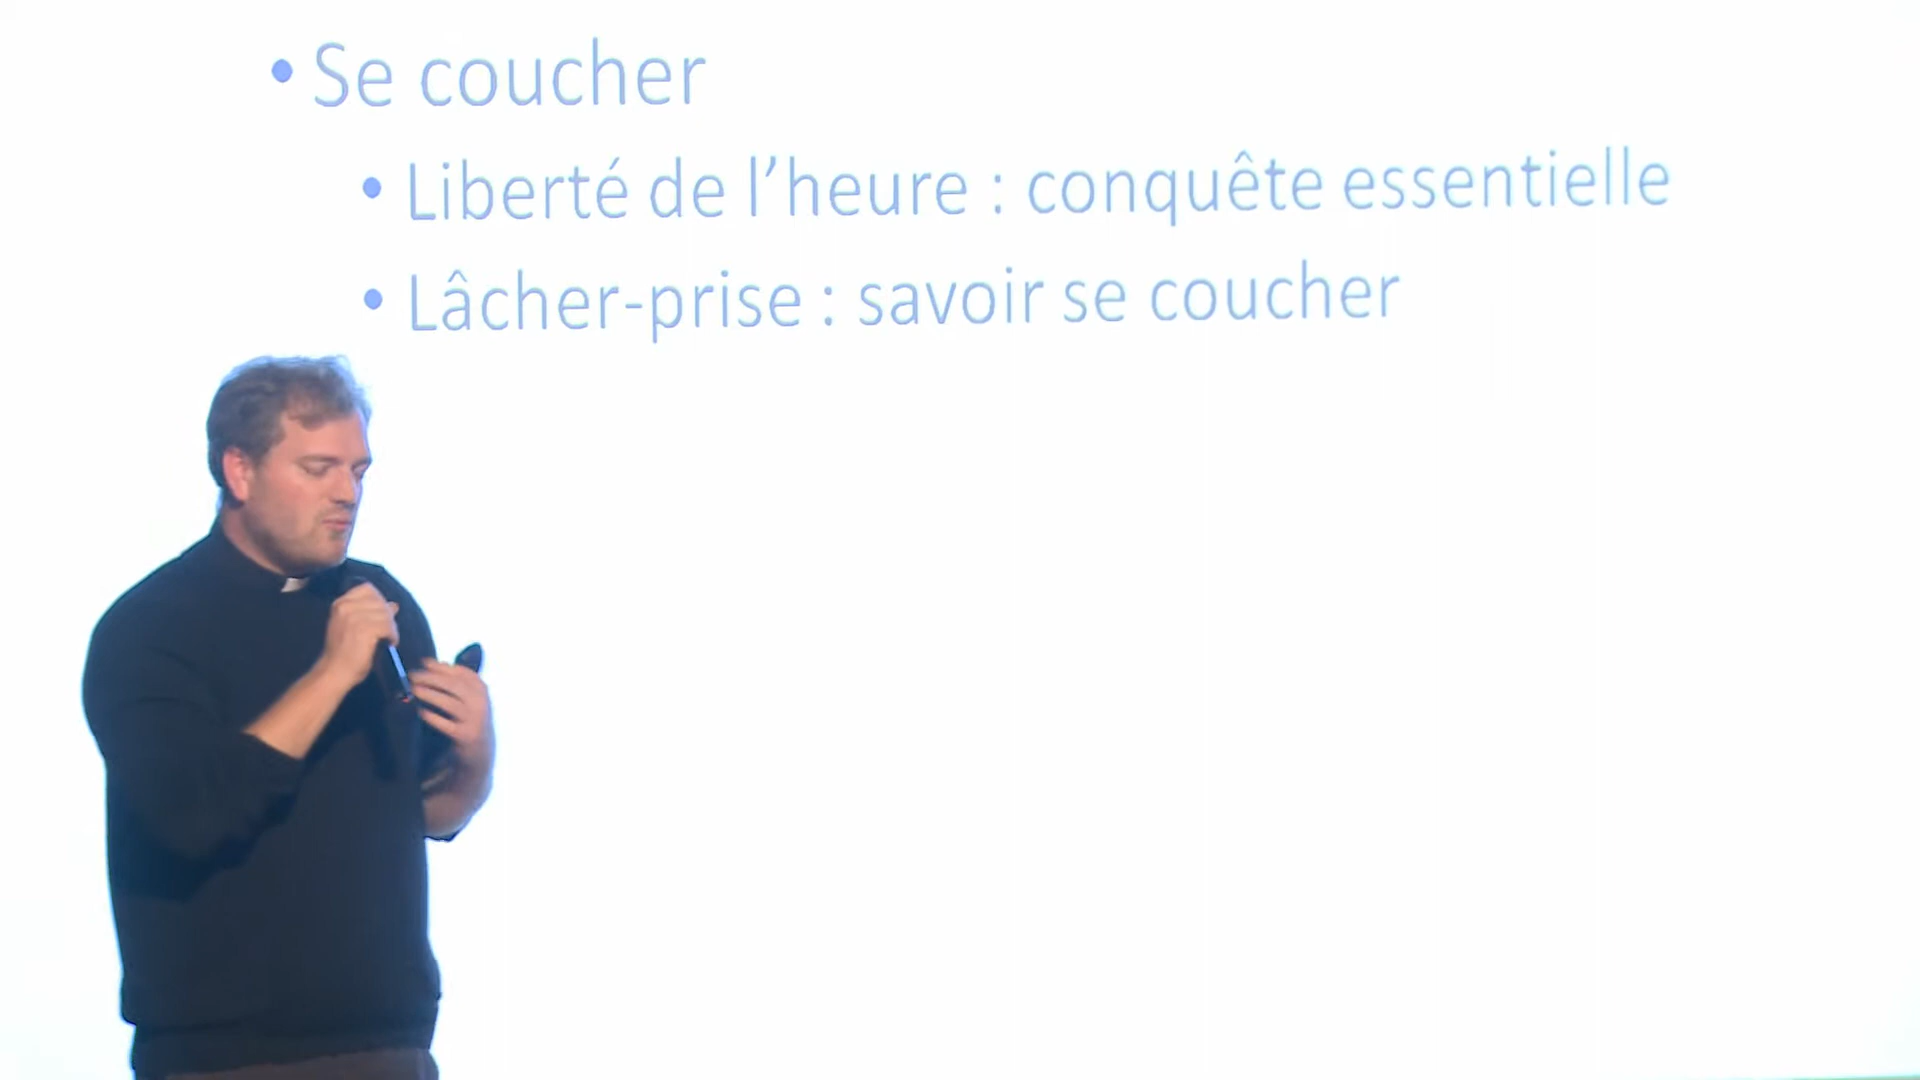 • Se coucher
• Liberté de l’heure : conquête essentielle
• Lâcher-prise : savoir se coucher